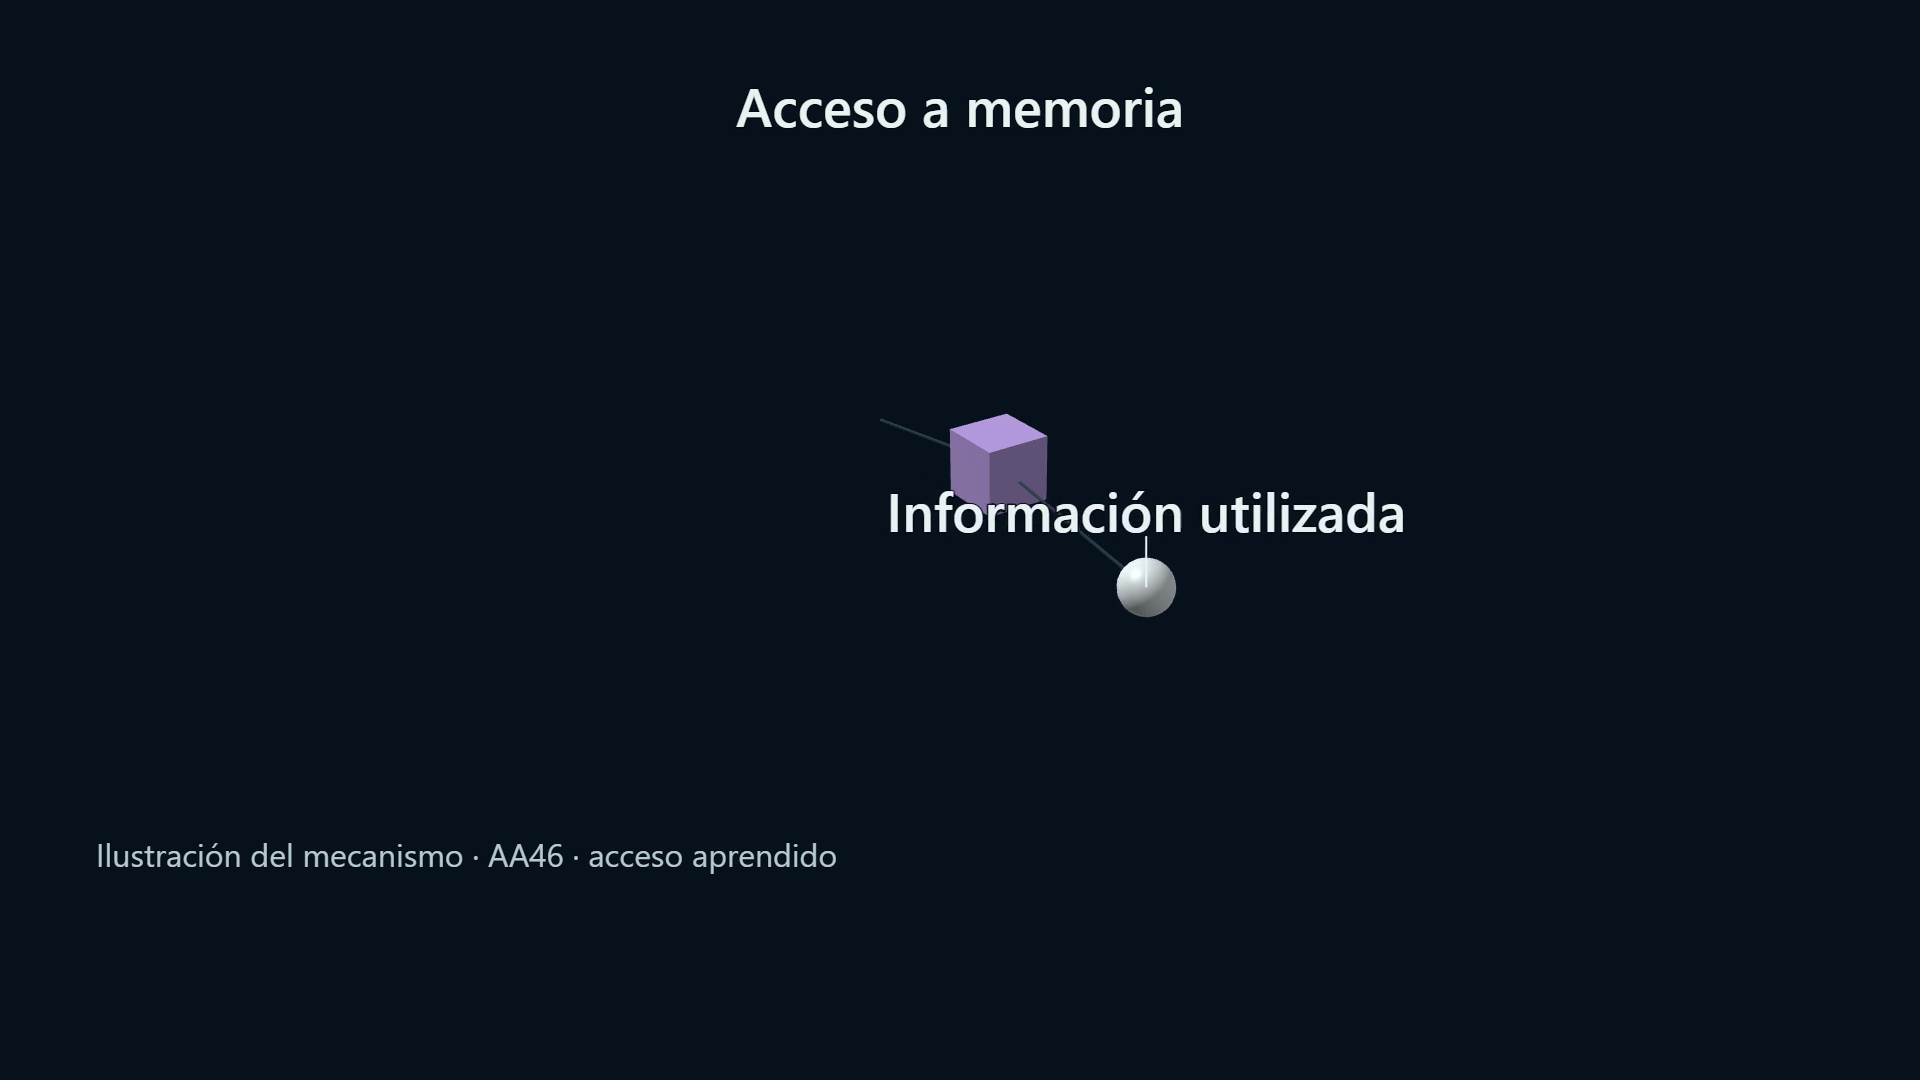 Acceso a memoria
Información utilizada
Ilustración del mecanismo · AA46 · acceso aprendido